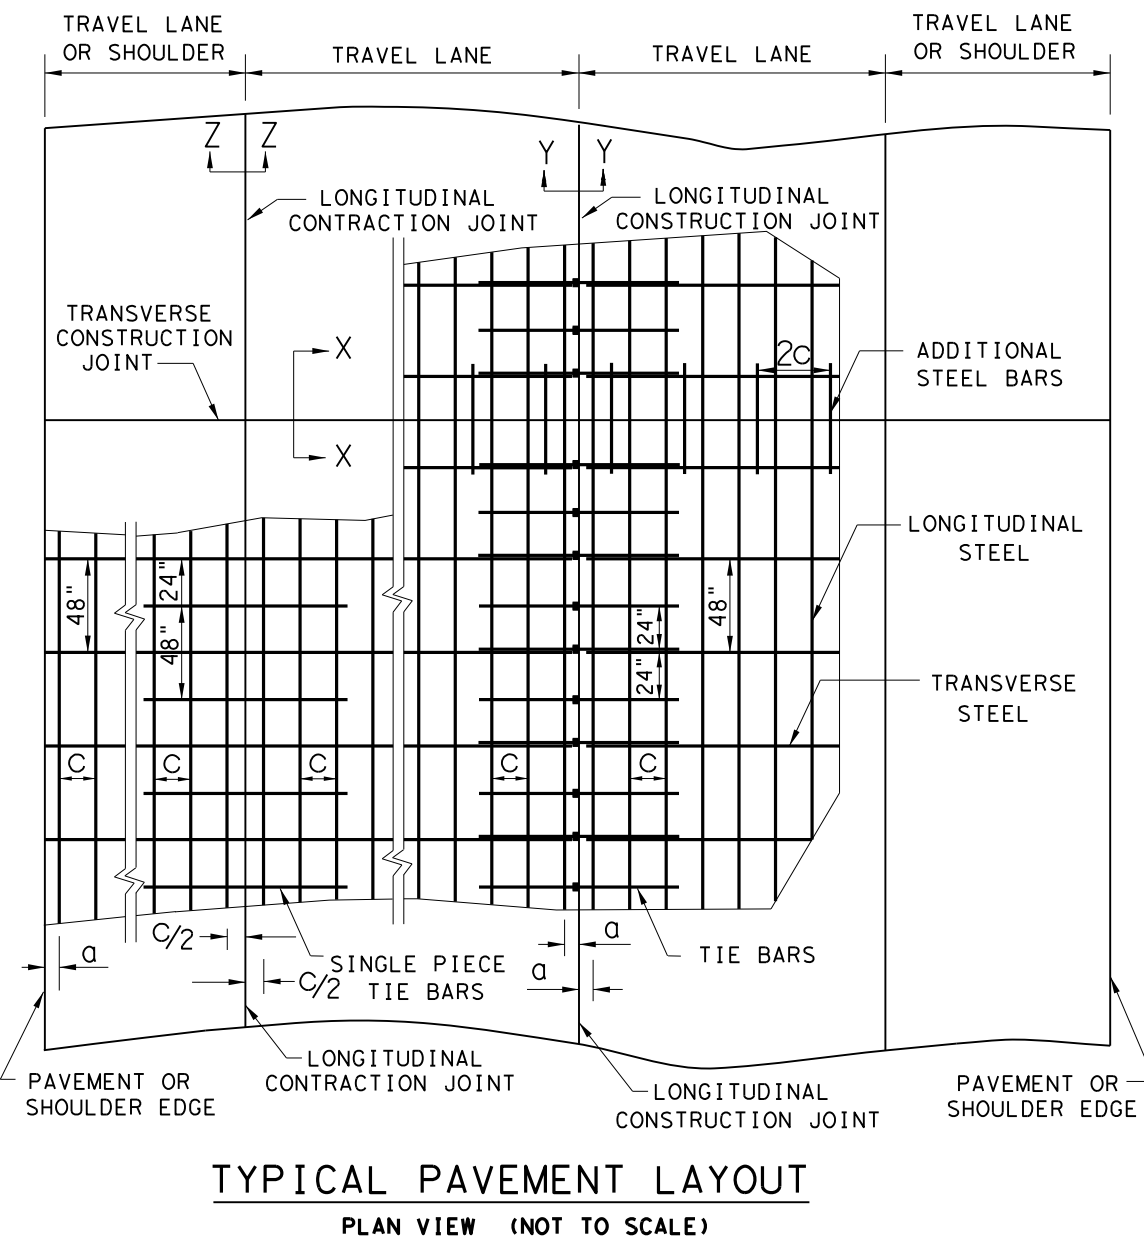 TRAVEL LANE
OR SHOULDER
TRAVEL LANE
TRAVEL LANE
TRAVEL LANE
OR SHOULDER
Z Z
Y Y
LONGITUDINAL
CONTRACTION JOINT
LONGITUDINAL
CONSTRUCTION JOINT
TRANSVERSE
CONSTRUCTION
JOINT
X
X
2c
ADDITIONAL
STEEL BARS
LONGITUDINAL
STEEL
48"
24"
48"
24"
24"
48"
TRANSVERSE
STEEL
C
C
C
C
C
a
C/2
C/2
SINGLE PIECE
TIE BARS
a
a
TIE BARS
LONGITUDINAL
CONTRACTION JOINT
PAVEMENT OR
SHOULDER EDGE
LONGITUDINAL
CONSTRUCTION JOINT
PAVEMENT OR
SHOULDER EDGE
TYPICAL PAVEMENT LAYOUT
PLAN VIEW (NOT TO SCALE)